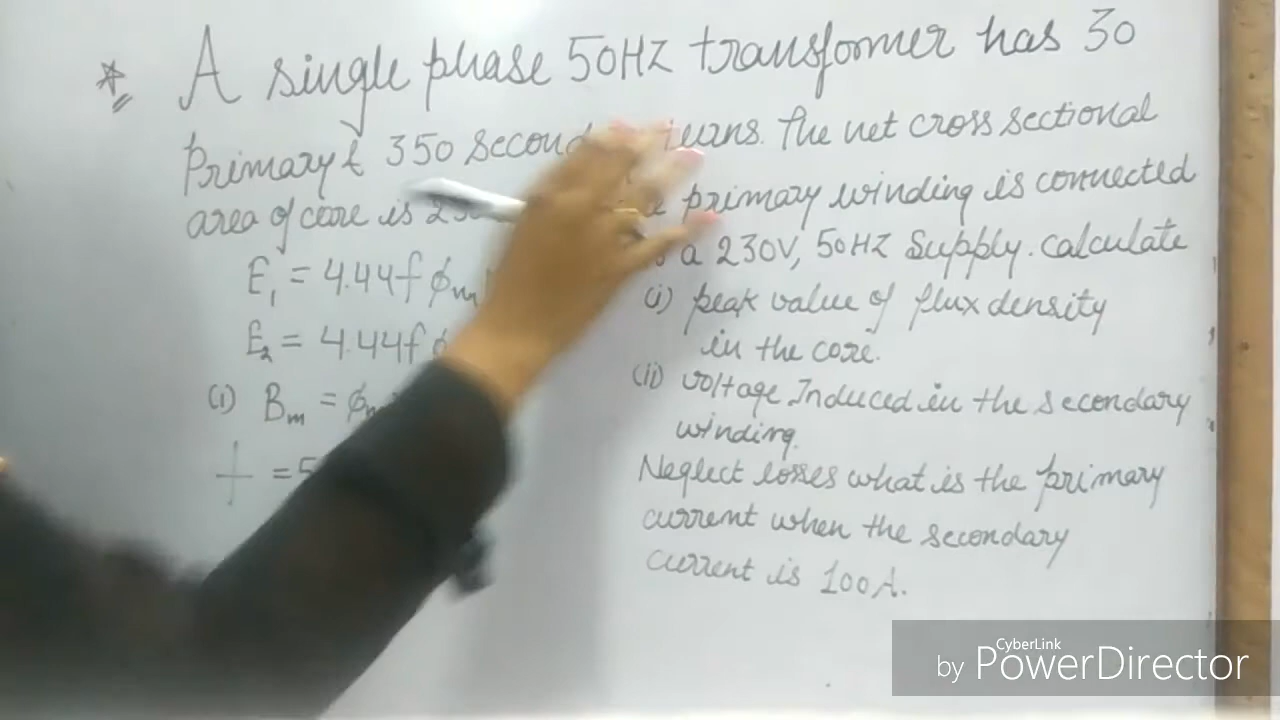 * A single phase 50HZ transformer has 30
Primary & 350 turns. The net cross sectional
area of core is primary winding is connected
a 230V, 50HZ Supply. calculate
E₁ = 4.44f ϕm
(i) peak value of flux density
in the core.
E₂ = 4.44f
(ii) voltage Induced in the secondary
winding.
(i) Bm =
Neglect losses what is the primary
current when the secondary
current is 100A.
CyberLink
by PowerDirector